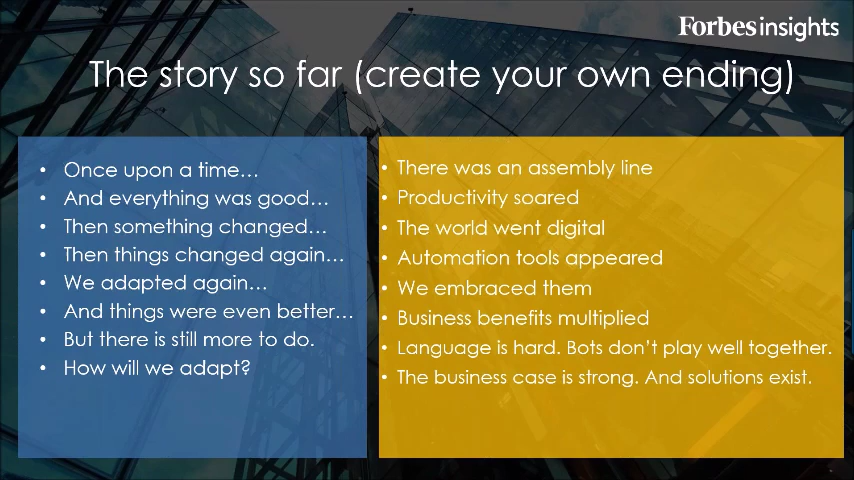 Forbes insights
The story so far (create your own ending)
• Once upon a time...
• And everything was good...
• Then something changed...
• Then things changed again...
• We adapted again...
• And things were even better...
• But there is still more to do.
• How will we adapt?
• There was an assembly line
• Productivity soared
• The world went digital
• Automation tools appeared
• We embraced them
• Business benefits multiplied
• Language is hard. Bots don't play well together.
• The business case is strong. And solutions exist.